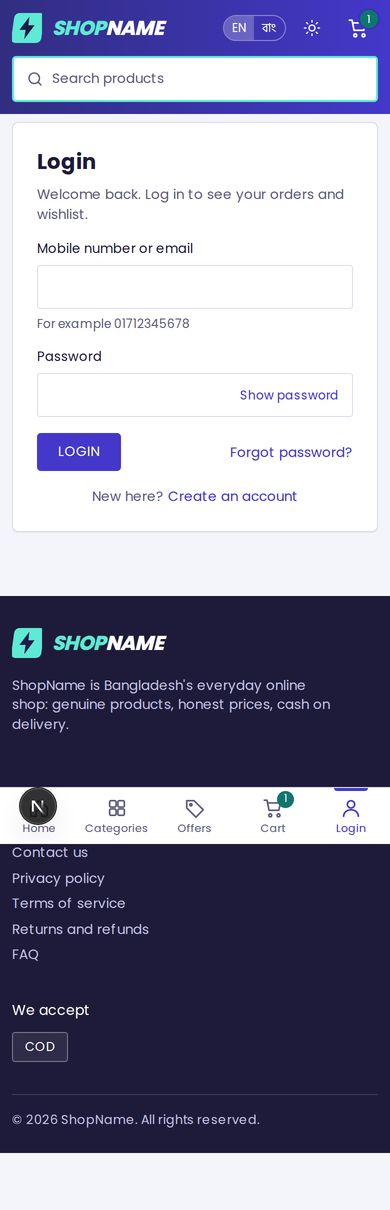 SHOPNAME
EN বাং
1
Search products
Login
Welcome back. Log in to see your orders and
wishlist.
Mobile number or email
For example 01712345678
Password
Show password
LOGIN
Forgot password?
New here? Create an account
SHOPNAME
ShopName is Bangladesh's everyday online
shop: genuine products, honest prices, cash on
delivery.
N
1
Home Categories Offers Cart Login
Contact us
Privacy policy
Terms of service
Returns and refunds
FAQ
We accept
COD
© 2026 ShopName. All rights reserved.